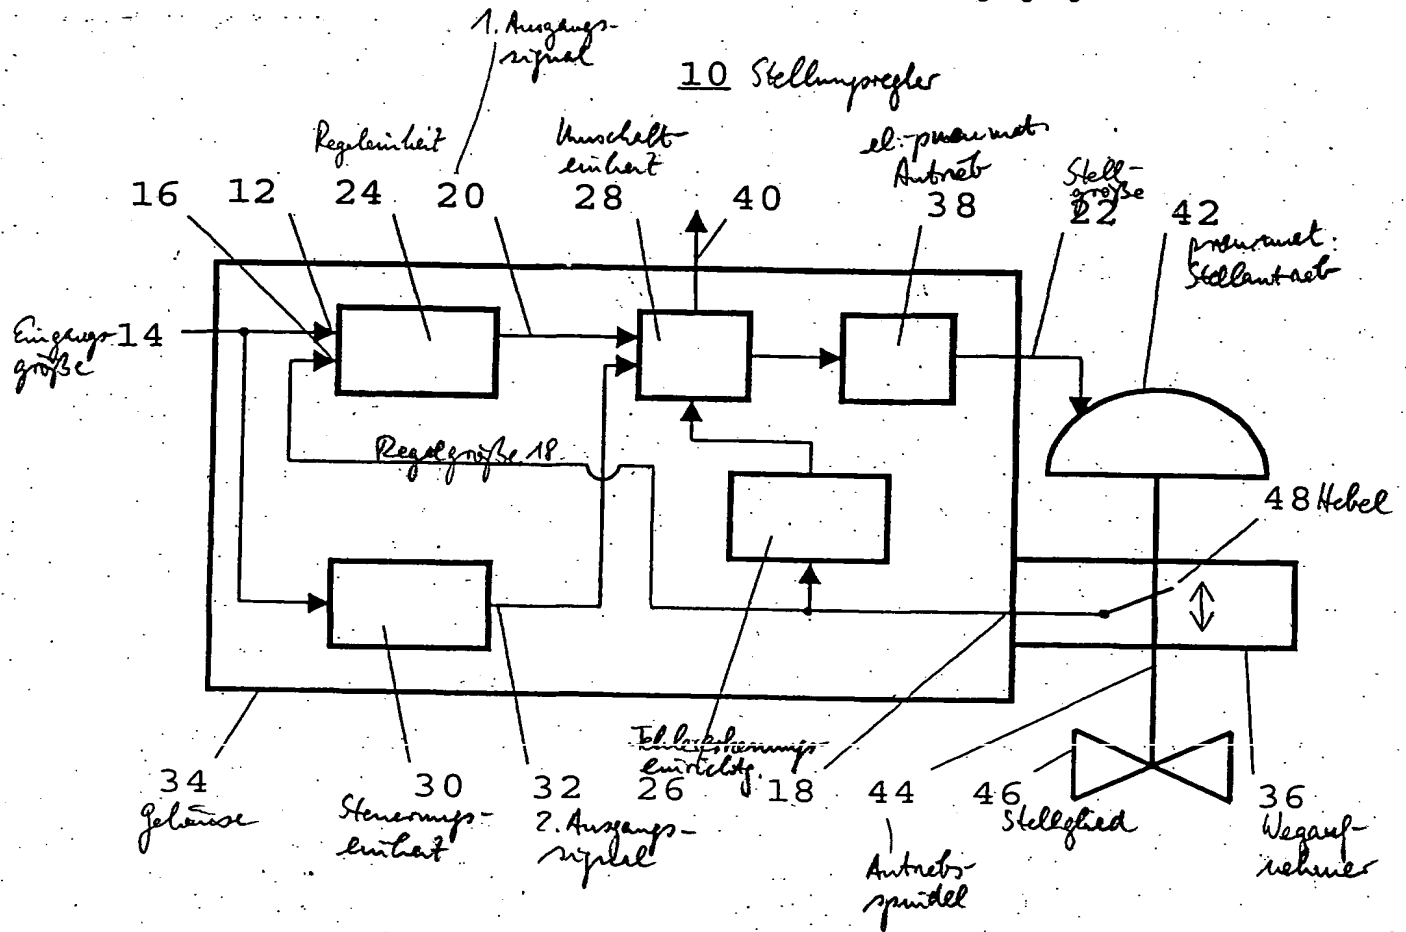 1. Ausgangs-
signal
10 Stellungsregler
Regeleinheit
Umschalt-
einheit
el.-pneumat.
Antrieb
Stell-
größe
16 12 24 20 28 40 38 22 42
pneumat.
Stellantrieb
Eingangs- 14
größe
Regelgröße 18
48 Hebel
Fehlererkennungs-
einrichtg.
34 30 32 26 18 44 46 36
Gehäuse
Steuerungs-
einheit
2. Ausgangs-
signal
Stellglied
Wegauf-
nehmer
Antriebs-
spindel